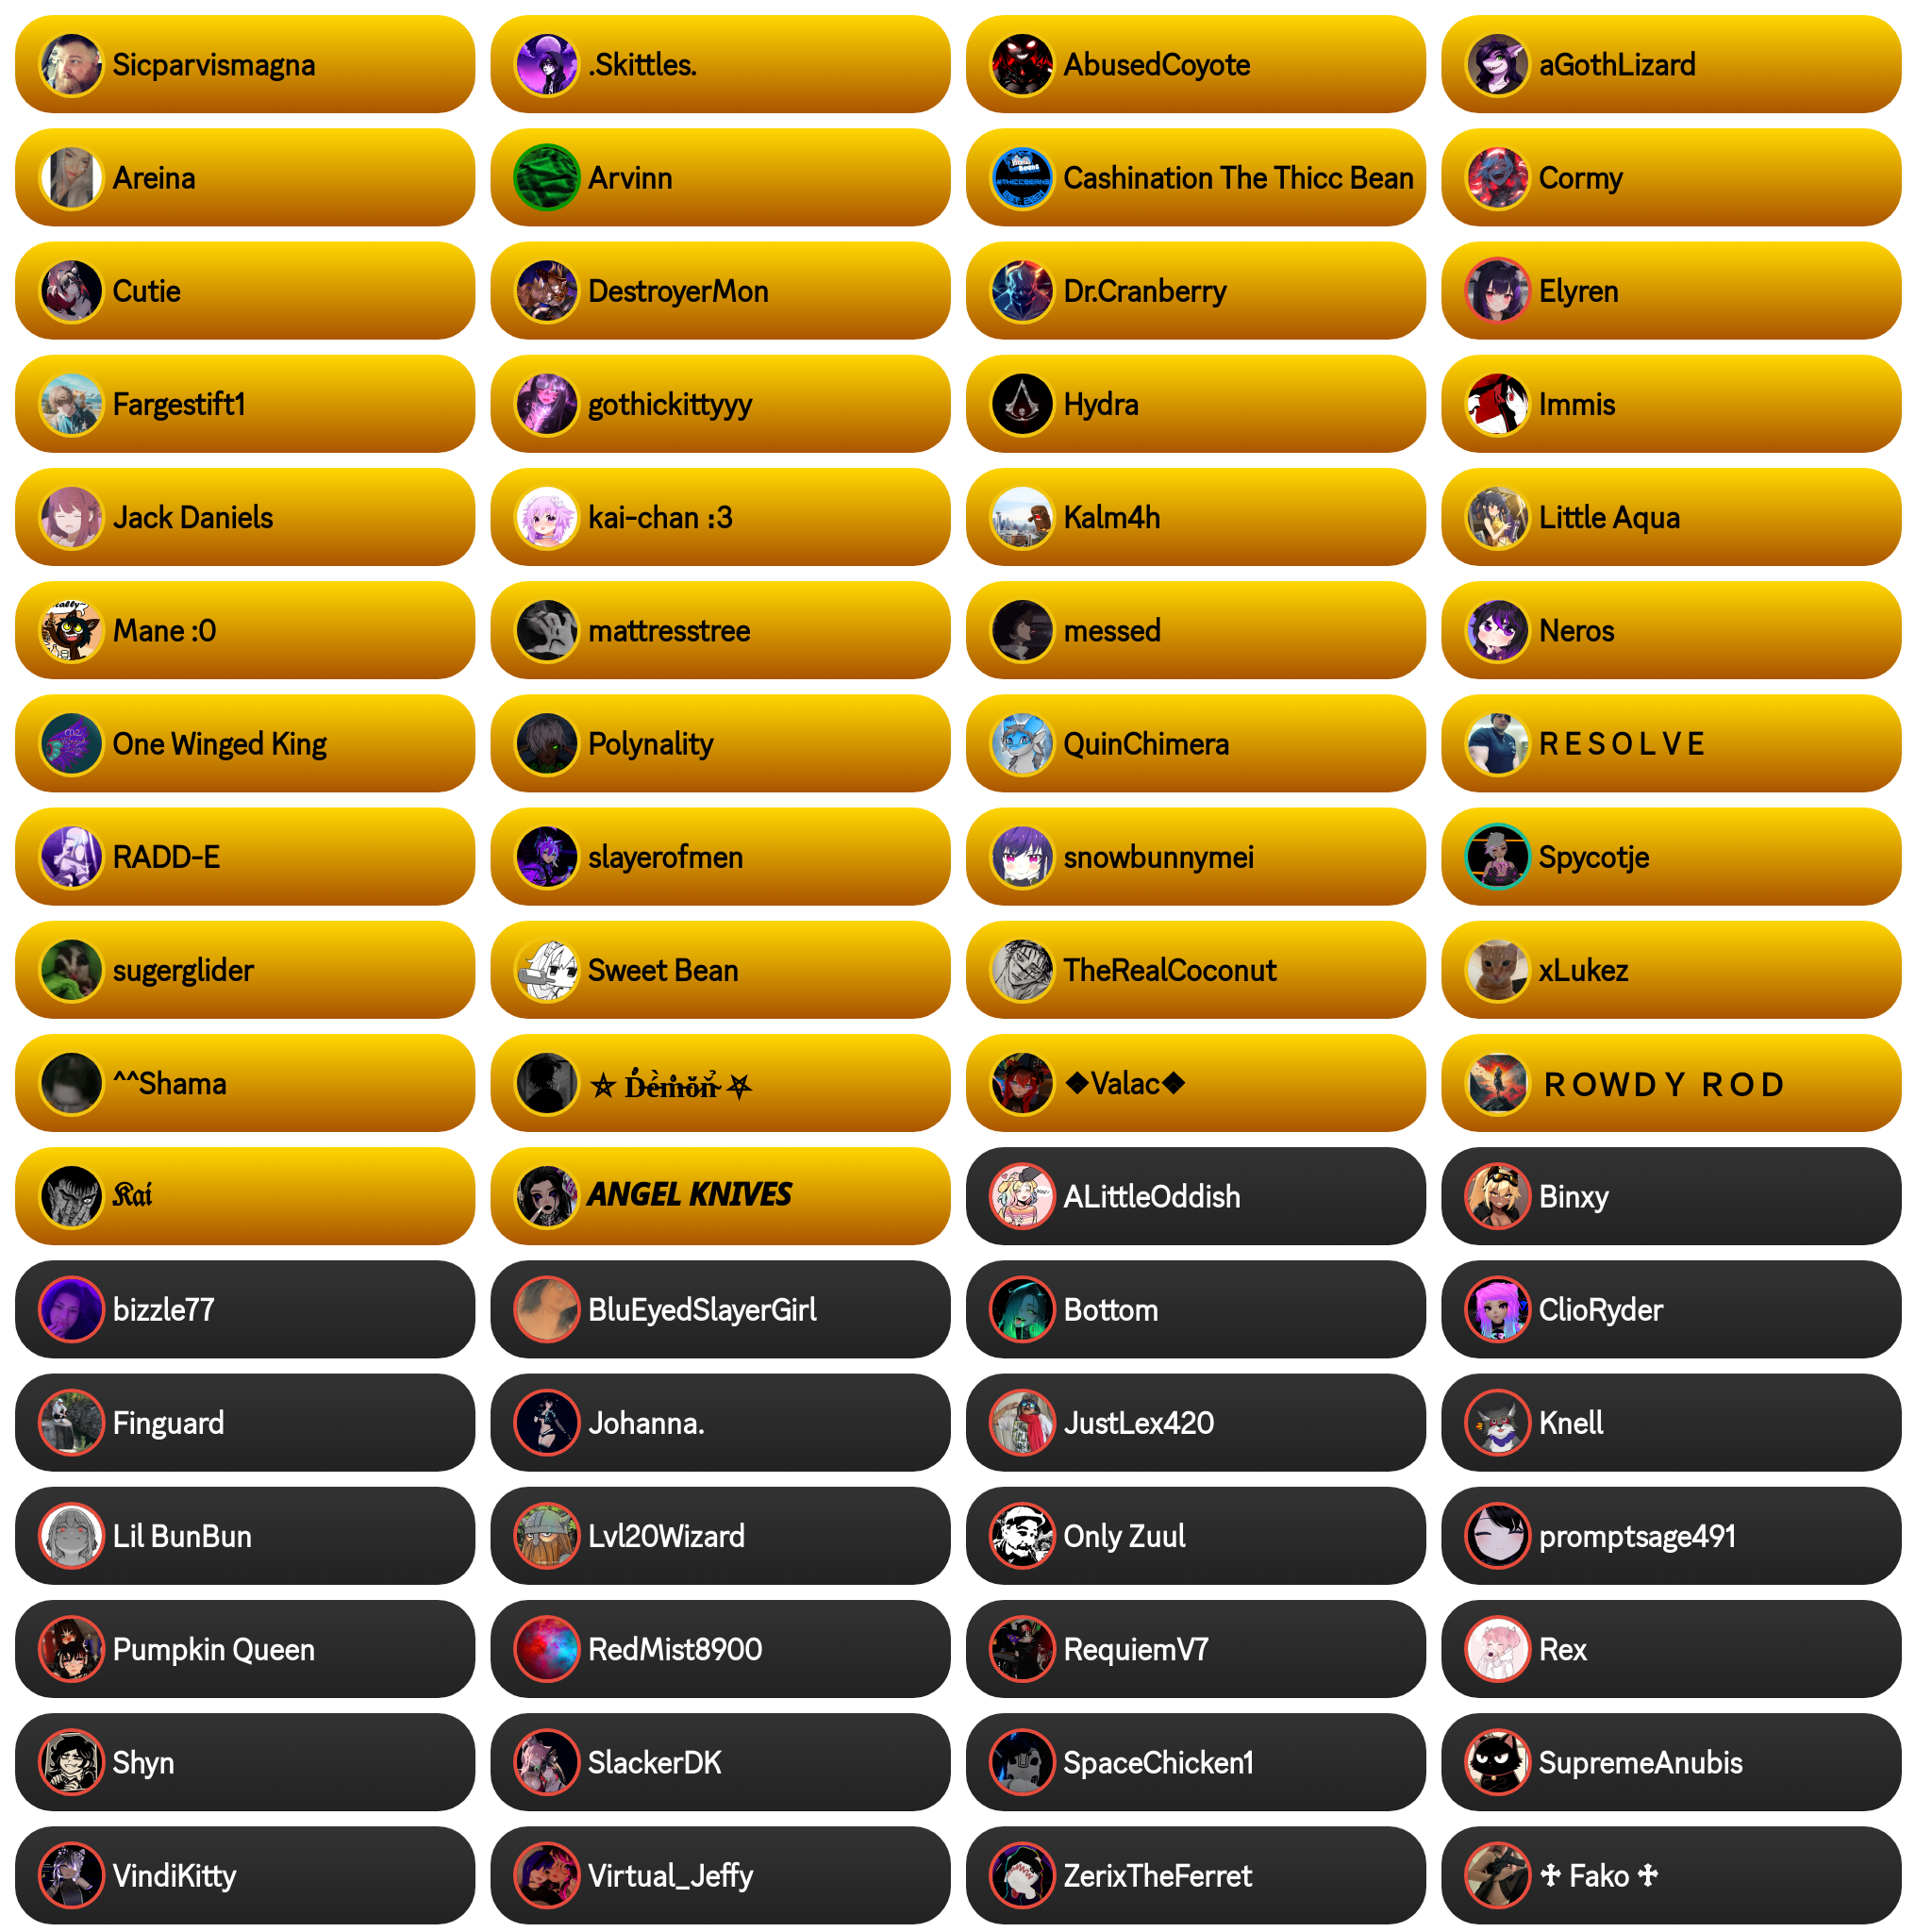 Sicparvismagna
.Skittles.
AbusedCoyote
aGothLizard
Areina
Arvinn
Cashination The Thicc Bean
Cormy
Cutie
DestroyerMon
Dr.Cranberry
Elyren
Fargestift1
gothickittyyy
Hydra
Immis
Jack Daniels
kai-chan :3
Kalm4h
Little Aqua
Mane :0
mattresstree
messed
Neros
One Winged King
Polynality
QuinChimera
R E S O L V E
RADD-E
slayerofmen
snowbunnymei
Spycotje
sugerglider
Sweet Bean
TheRealCoconut
xLukez
^^Shama
⛤ D̴è̴m̴o̴n̴ ⛧
❖Valac❖
ＲＯＷＤＹ ＲＯＤ
𝕶𝖆𝖎
𝘼𝙉𝙂𝙀𝙇 𝙆𝙉𝙄𝙑𝙀𝙎
ALittleOddish
Binxy
bizzle77
BluEyedSlayerGirl
Bottom
ClioRyder
Finguard
Johanna.
JustLex420
Knell
Lil BunBun
Lvl20Wizard
Only Zuul
promptsage491
Pumpkin Queen
RedMist8900
RequiemV7
Rex
Shyn
SlackerDK
SpaceChicken1
SupremeAnubis
VindiKitty
Virtual_Jeffy
ZerixTheFerret
✢ Fako ✢